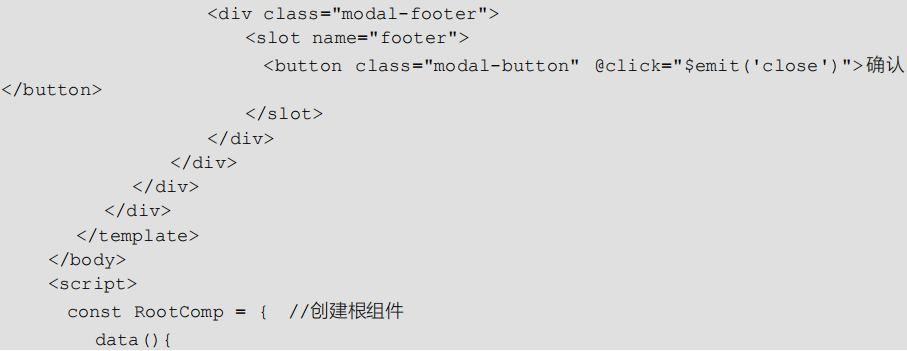 <div class="modal-footer">
<slot name="footer">
<button class="modal-button" @click="$emit('close')">确认
</button>
</slot>
</div>
</div>
</div>
</div>
</template>
</body>
<script>
const RootComp = { //创建根组件
data(){